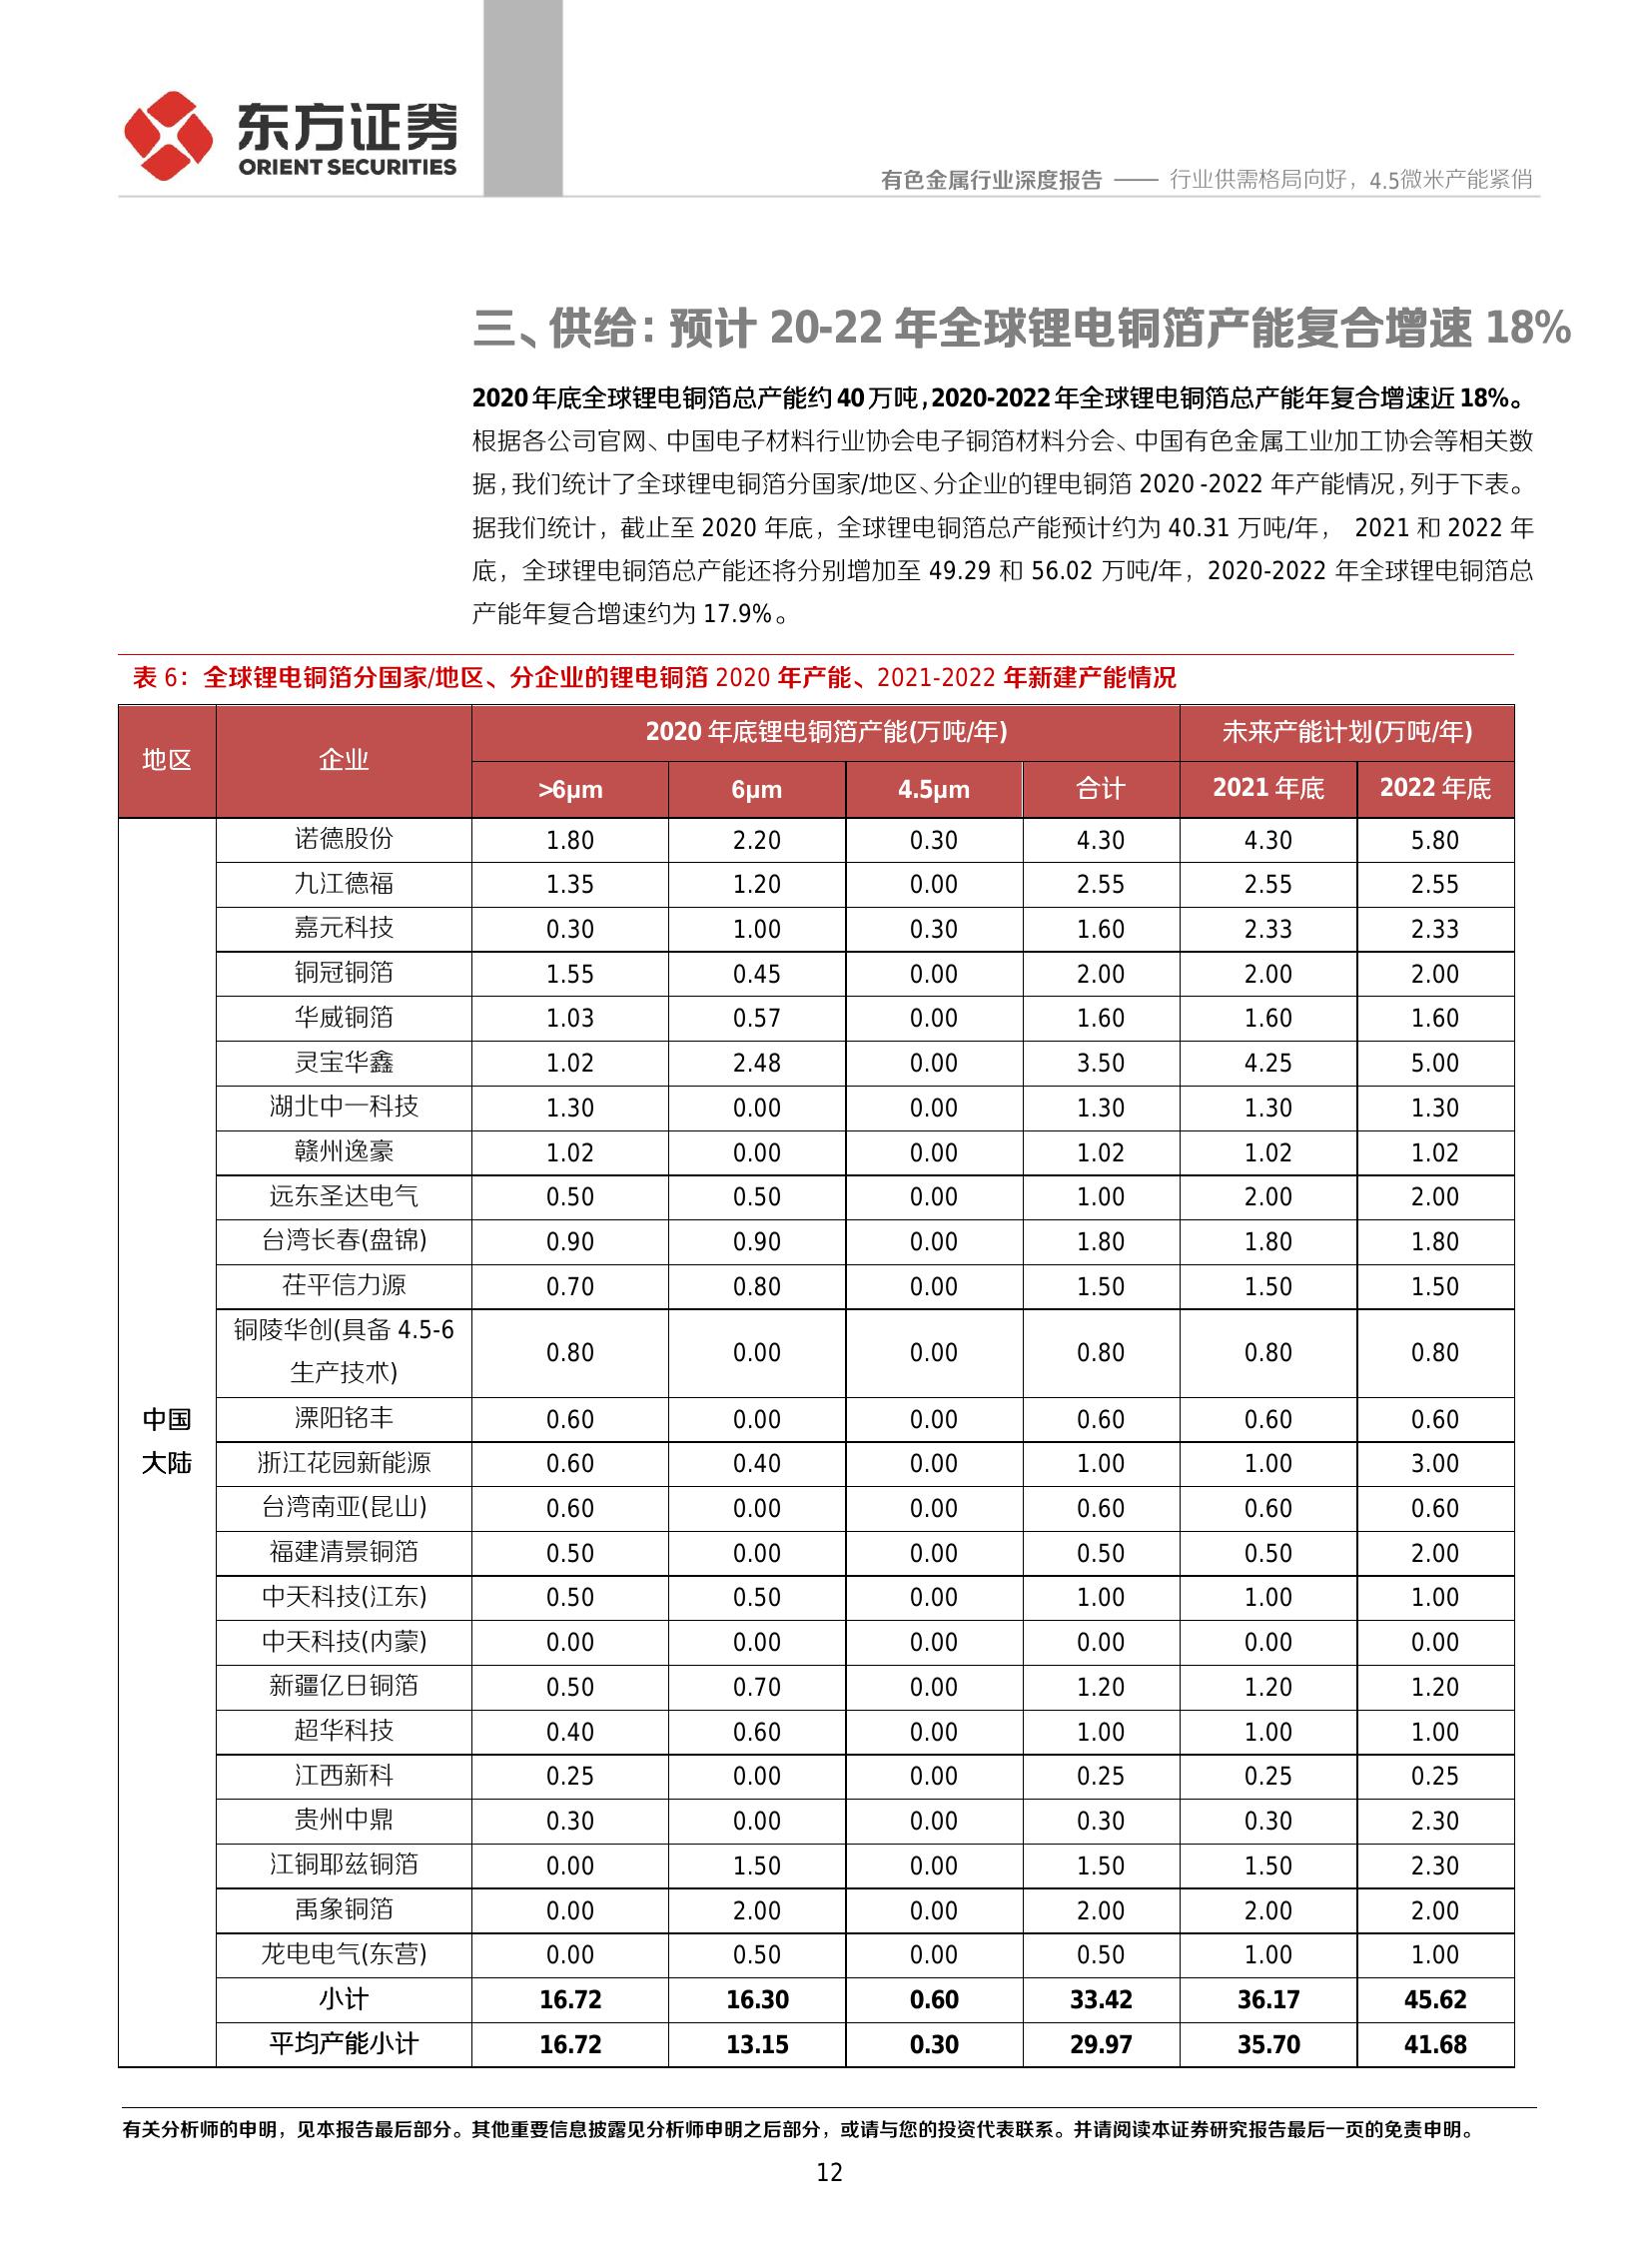 东方证券
ORIENT SECURITIES
有色金属行业深度报告 —— 行业供需格局向好，4.5微米产能紧俏
三、供给：预计 20-22 年全球锂电铜箔产能复合增速 18%
2020 年底全球锂电铜箔总产能约 40 万吨，2020-2022 年全球锂电铜箔总产能年复合增速近 18%。
根据各公司官网、中国电子材料行业协会电子铜箔材料分会、中国有色金属工业加工协会等相关数
据，我们统计了全球锂电铜箔分国家/地区、分企业的锂电铜箔 2020 -2022 年产能情况，列于下表。
据我们统计，截止至 2020 年底，全球锂电铜箔总产能预计约为 40.31 万吨/年， 2021 和 2022 年
底，全球锂电铜箔总产能还将分别增加至 49.29 和 56.02 万吨/年，2020-2022 年全球锂电铜箔总
产能年复合增速约为 17.9%。
表 6：全球锂电铜箔分国家/地区、分企业的锂电铜箔 2020 年产能、2021-2022 年新建产能情况
地区 企业 2020 年底锂电铜箔产能(万吨/年) 未来产能计划(万吨/年)
>6μm 6μm 4.5μm 合计 2021 年底 2022 年底
诺德股份 1.80 2.20 0.30 4.30 4.30 5.80
九江德福 1.35 1.20 0.00 2.55 2.55 2.55
嘉元科技 0.30 1.00 0.30 1.60 2.33 2.33
铜冠铜箔 1.55 0.45 0.00 2.00 2.00 2.00
华威铜箔 1.03 0.57 0.00 1.60 1.60 1.60
灵宝华鑫 1.02 2.48 0.00 3.50 4.25 5.00
湖北中一科技 1.30 0.00 0.00 1.30 1.30 1.30
赣州逸豪 1.02 0.00 0.00 1.02 1.02 1.02
远东圣达电气 0.50 0.50 0.00 1.00 2.00 2.00
台湾长春(盘锦) 0.90 0.90 0.00 1.80 1.80 1.80
茌平信力源 0.70 0.80 0.00 1.50 1.50 1.50
铜陵华创(具备 4.5-6
生产技术) 0.80 0.00 0.00 0.80 0.80 0.80
中国
大陆
溧阳铭丰 0.60 0.00 0.00 0.60 0.60 0.60
浙江花园新能源 0.60 0.40 0.00 1.00 1.00 3.00
台湾南亚(昆山) 0.60 0.00 0.00 0.60 0.60 0.60
福建清景铜箔 0.50 0.00 0.00 0.50 0.50 2.00
中天科技(江东) 0.50 0.50 0.00 1.00 1.00 1.00
中天科技(内蒙) 0.00 0.00 0.00 0.00 0.00 0.00
新疆亿日铜箔 0.50 0.70 0.00 1.20 1.20 1.20
超华科技 0.40 0.60 0.00 1.00 1.00 1.00
江西新科 0.25 0.00 0.00 0.25 0.25 0.25
贵州中鼎 0.30 0.00 0.00 0.30 0.30 2.30
江铜耶兹铜箔 0.00 1.50 0.00 1.50 1.50 2.30
禹象铜箔 0.00 2.00 0.00 2.00 2.00 2.00
龙电电气(东营) 0.00 0.50 0.00 0.50 1.00 1.00
小计 16.72 16.30 0.60 33.42 36.17 45.62
平均产能小计 16.72 13.15 0.30 29.97 35.70 41.68
有关分析师的申明，见本报告最后部分。其他重要信息披露见分析师申明之后部分，或请与您的投资代表联系。并请阅读本证券研究报告最后一页的免责申明。
12